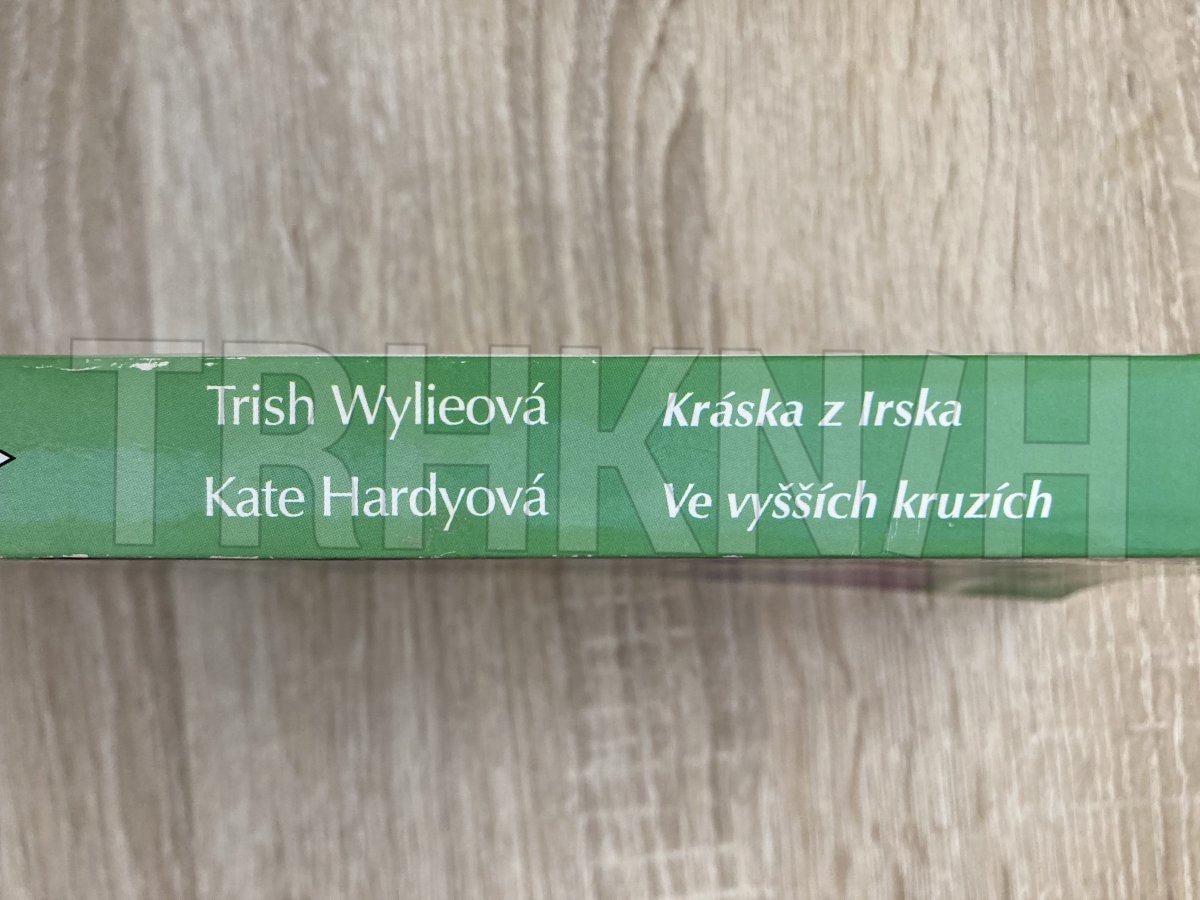 Trish Wylieová Kráska z Irska
Kate Hardyová Ve vyšších kruzích
TRHKNIH